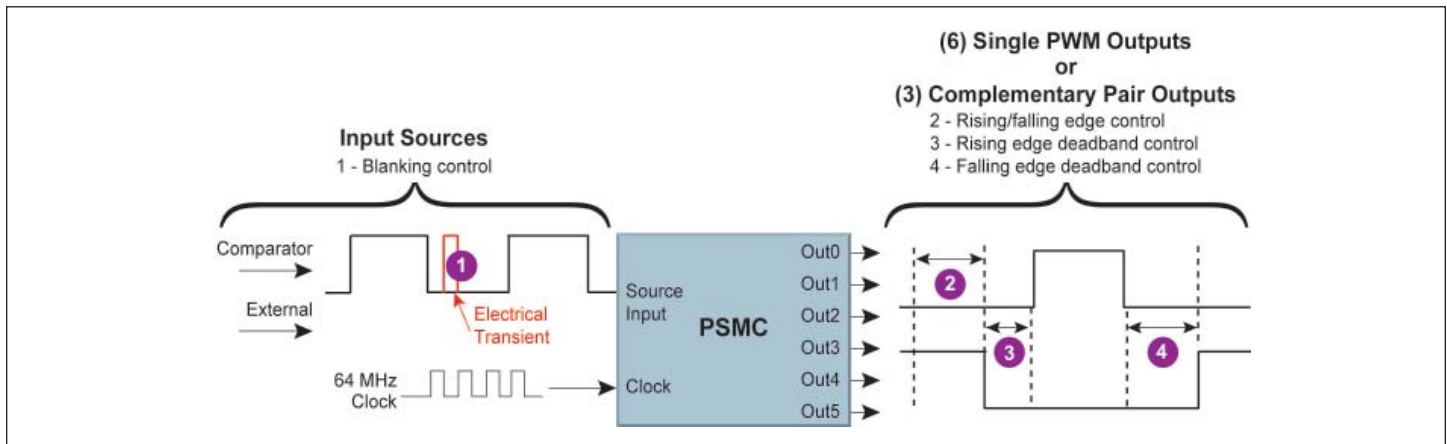 (6) Single PWM Outputs
or
(3) Complementary Pair Outputs
2 - Rising/falling edge control
3 - Rising edge deadband control
4 - Falling edge deadband control
Input Sources
1 - Blanking control
Comparator
External
1
Electrical
Transient
64 MHz
Clock
Source
Input
Clock
PSMC
Out0
Out1
Out2
Out3
Out4
Out5
2
3
4